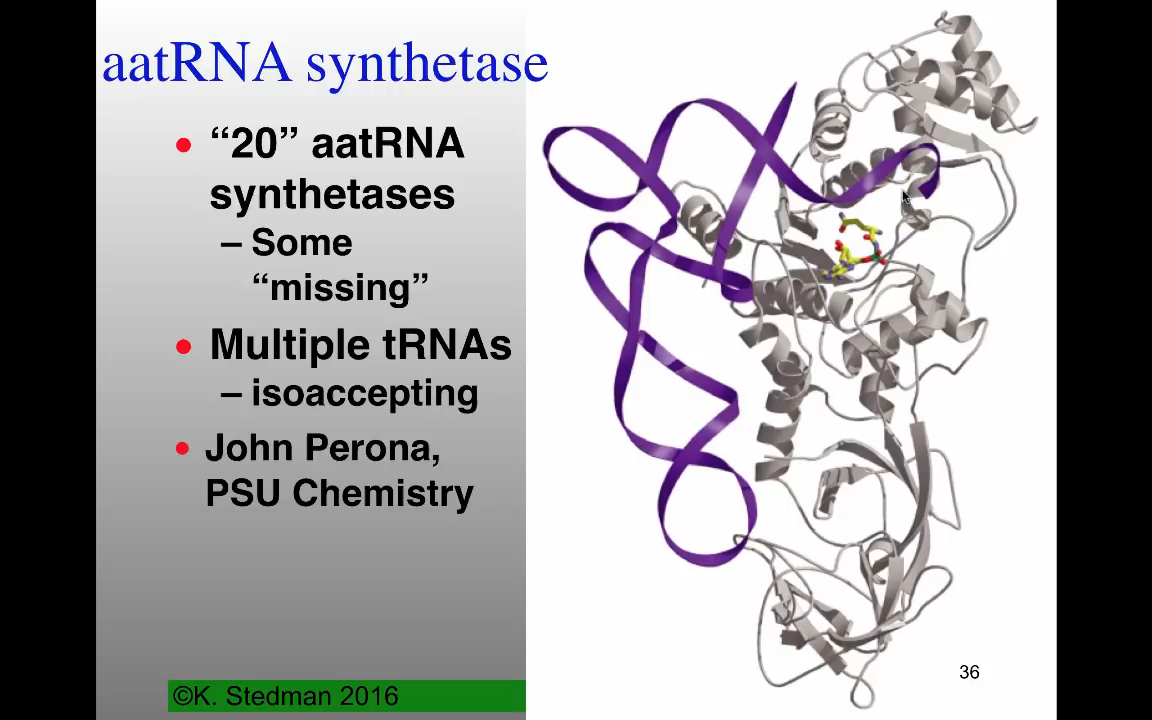 aatRNA synthetase
• “20” aatRNA
synthetases
– Some
“missing”
• Multiple tRNAs
– isoaccepting
• John Perona,
PSU Chemistry
36
©K. Stedman 2016